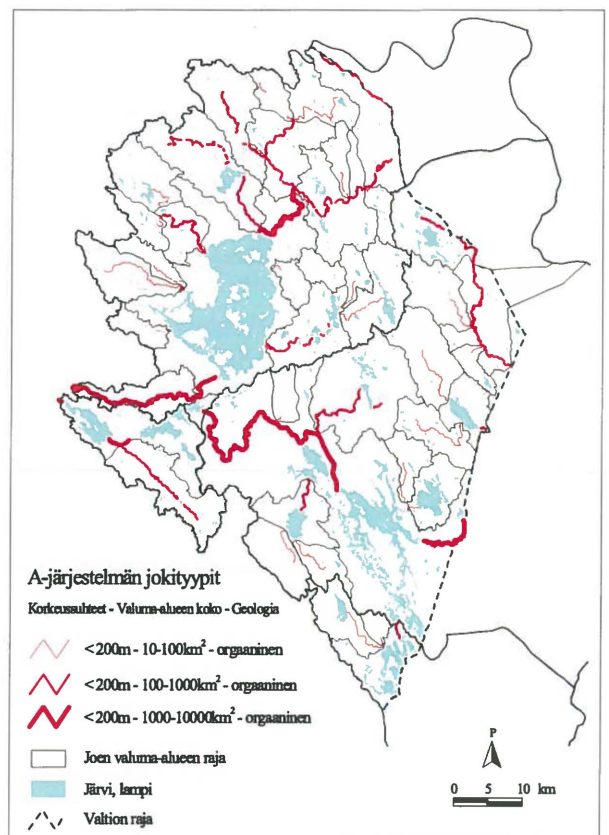 A-järjestelmän jokityypit
Korkeussuhteet - Valuma-alueen koko - Geologia
<200m - 10-100km² - orgaaninen
<200m - 100-1000km² - orgaaninen
<200m - 1000-10000km² - orgaaninen
Joen valuma-alueen raja
Järvi, lampi
Valtion raja
P
0 5 10 km